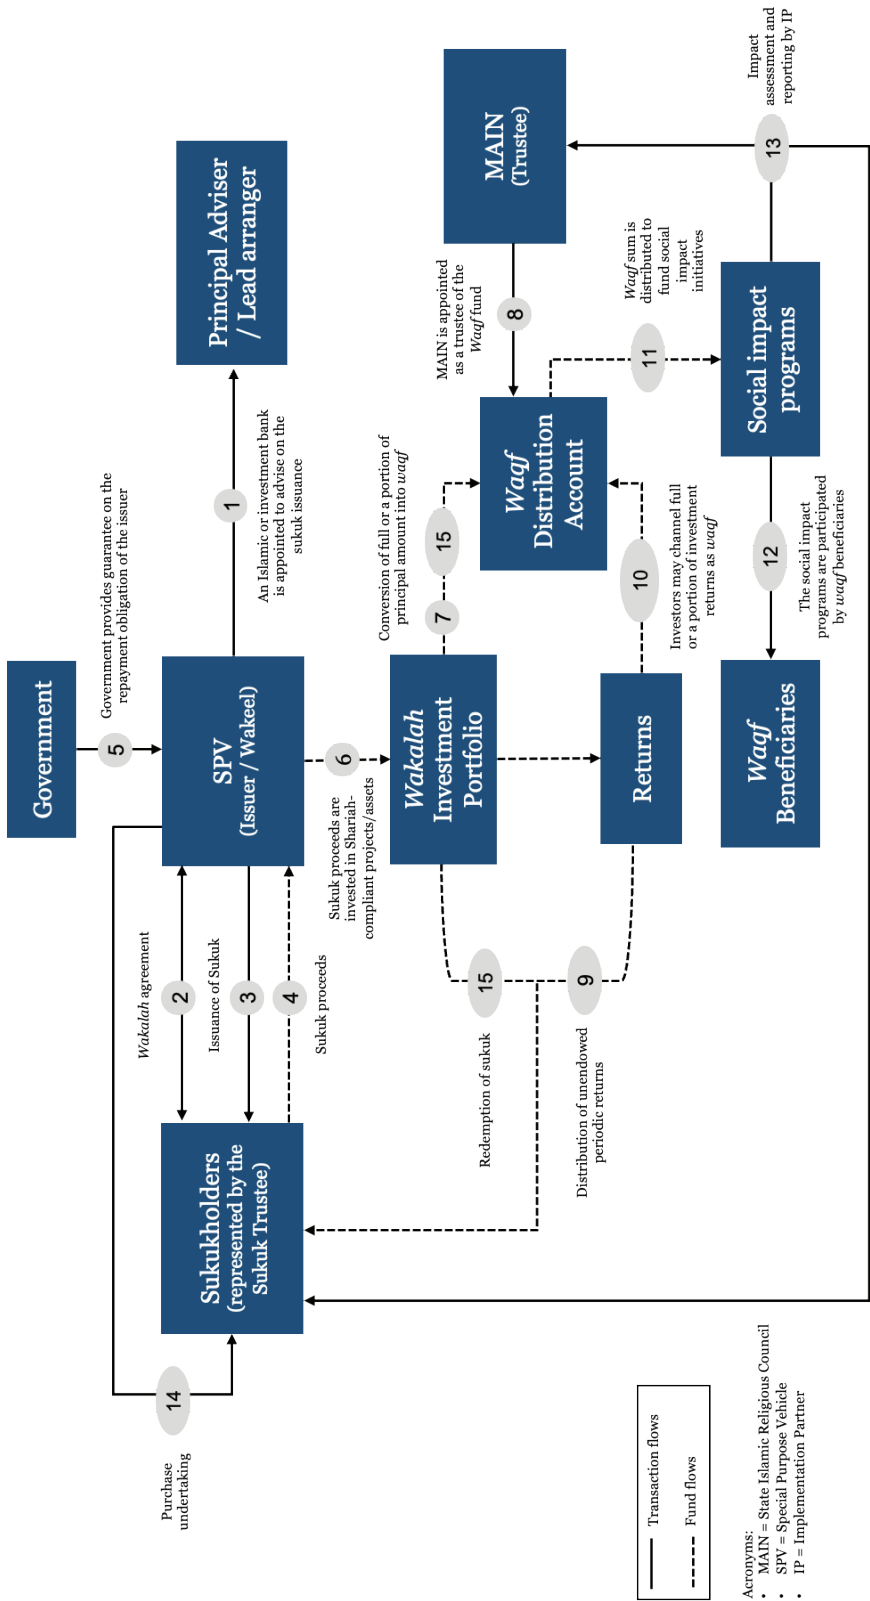 Government
5
Government provides guarantee on the
repayment obligation of the issuer
Purchase
undertaking
14
Sukukholders
(represented by the
Sukuk Trustee)
Wakalah agreement
2
Issuance of Sukuk
3
4
Sukuk proceeds
SPV
(Issuer / Wakeel)
1
An Islamic or investment bank
is appointed to advise on the
sukuk issuance
Principal Adviser
/ Lead arranger
Sukuk proceeds are
invested in Shariah-
compliant projects/assets
6
Conversion of full or a portion of
principal amount into waqf
MAIN is appointed
as a trustee of the
Waqf fund
Wakalah
Investment
Portfolio
7
15
8
MAIN
(Trustee)
Redemption of sukuk
15
Waqf
Distribution
Account
Distribution of unendowed
periodic returns
9
Returns
10
Investors may channel full
or a portion of investment
returns as waqf
11
Waqf sum is
distributed to
fund social
impact
initiatives
Waqf
Beneficiaries
12
The social impact
programs are participated
by waqf beneficiaries
Social impact
programs
13
Impact
assessment and
reporting by IP
Transaction flows
Fund flows
Acronyms:
• MAIN = State Islamic Religious Council
• SPV = Special Purpose Vehicle
• IP = Implementation Partner